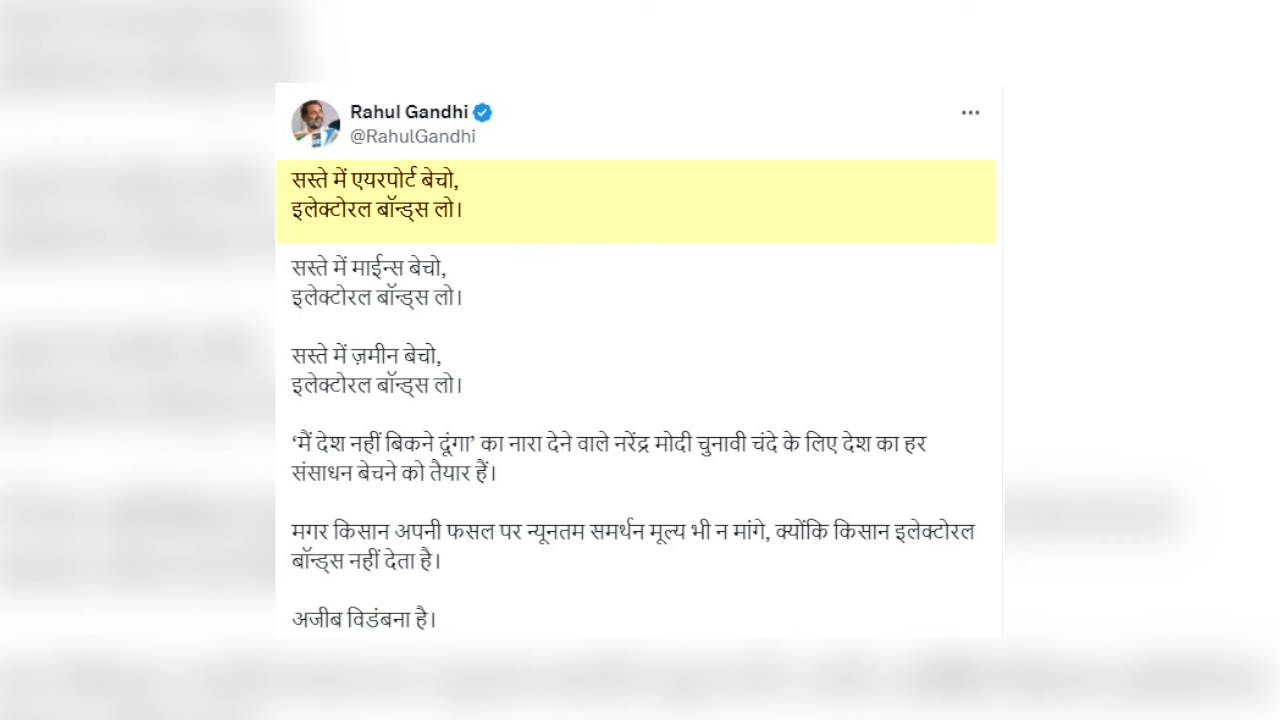 Rahul Gandhi
@RahulGandhi
सस्ते में एयरपोर्ट बेचो,
इलेक्टोरल बॉन्ड्स लो।
सस्ते में माईन्स बेचो,
इलेक्टोरल बॉन्ड्स लो।
सस्ते में ज़मीन बेचो,
इलेक्टोरल बॉन्ड्स लो।
‘मैं देश नहीं बिकने दूंगा’ का नारा देने वाले नरेंद्र मोदी चुनावी चंदे के लिए देश का हर
संसाधन बेचने को तैयार हैं।
मगर किसान अपनी फसल पर न्यूनतम समर्थन मूल्य भी न मांगे, क्योंकि किसान इलेक्टोरल
बॉन्ड्स नहीं देता है।
अजीब विडंबना है।